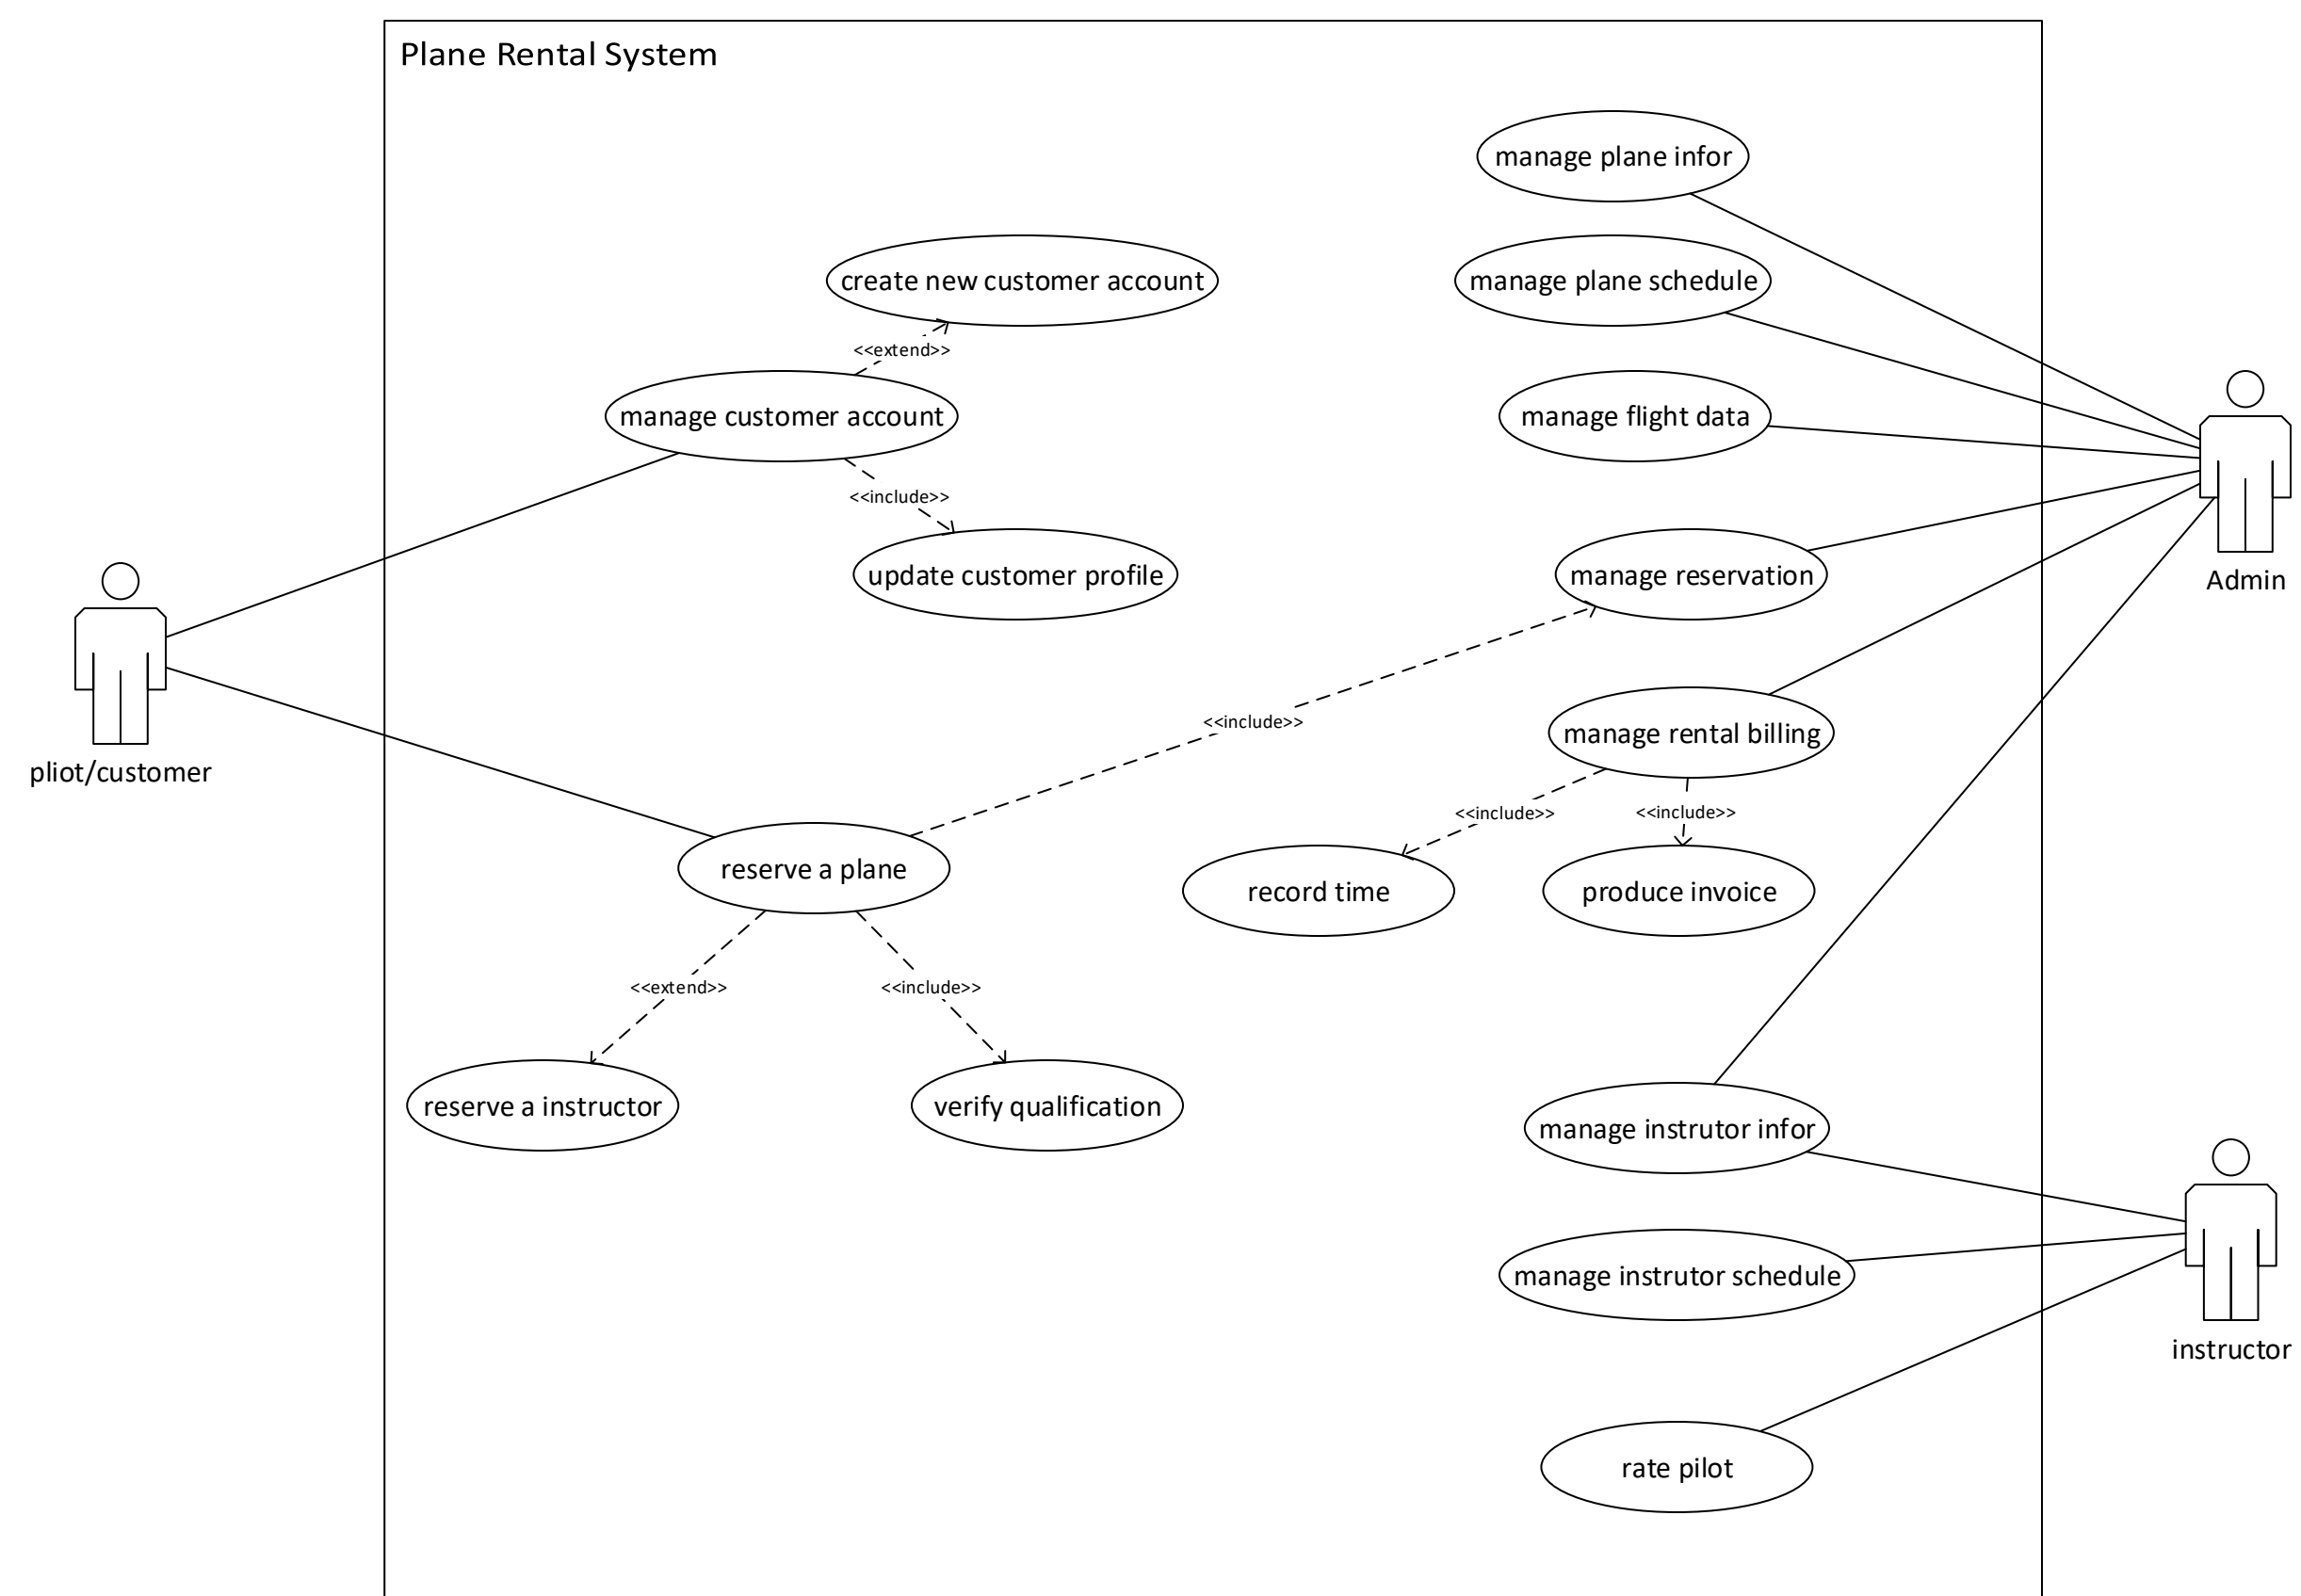 Plane Rental System
manage plane infor
create new customer account
manage plane schedule
<<extend>>
manage customer account
manage flight data
<<include>>
update customer profile
manage reservation
Admin
pliot/customer
<<include>>
manage rental billing
<<include>>
<<include>>
reserve a plane
record time
produce invoice
<<extend>>
<<include>>
reserve a instructor
verify qualification
manage instrutor infor
manage instrutor schedule
instructor
rate pilot